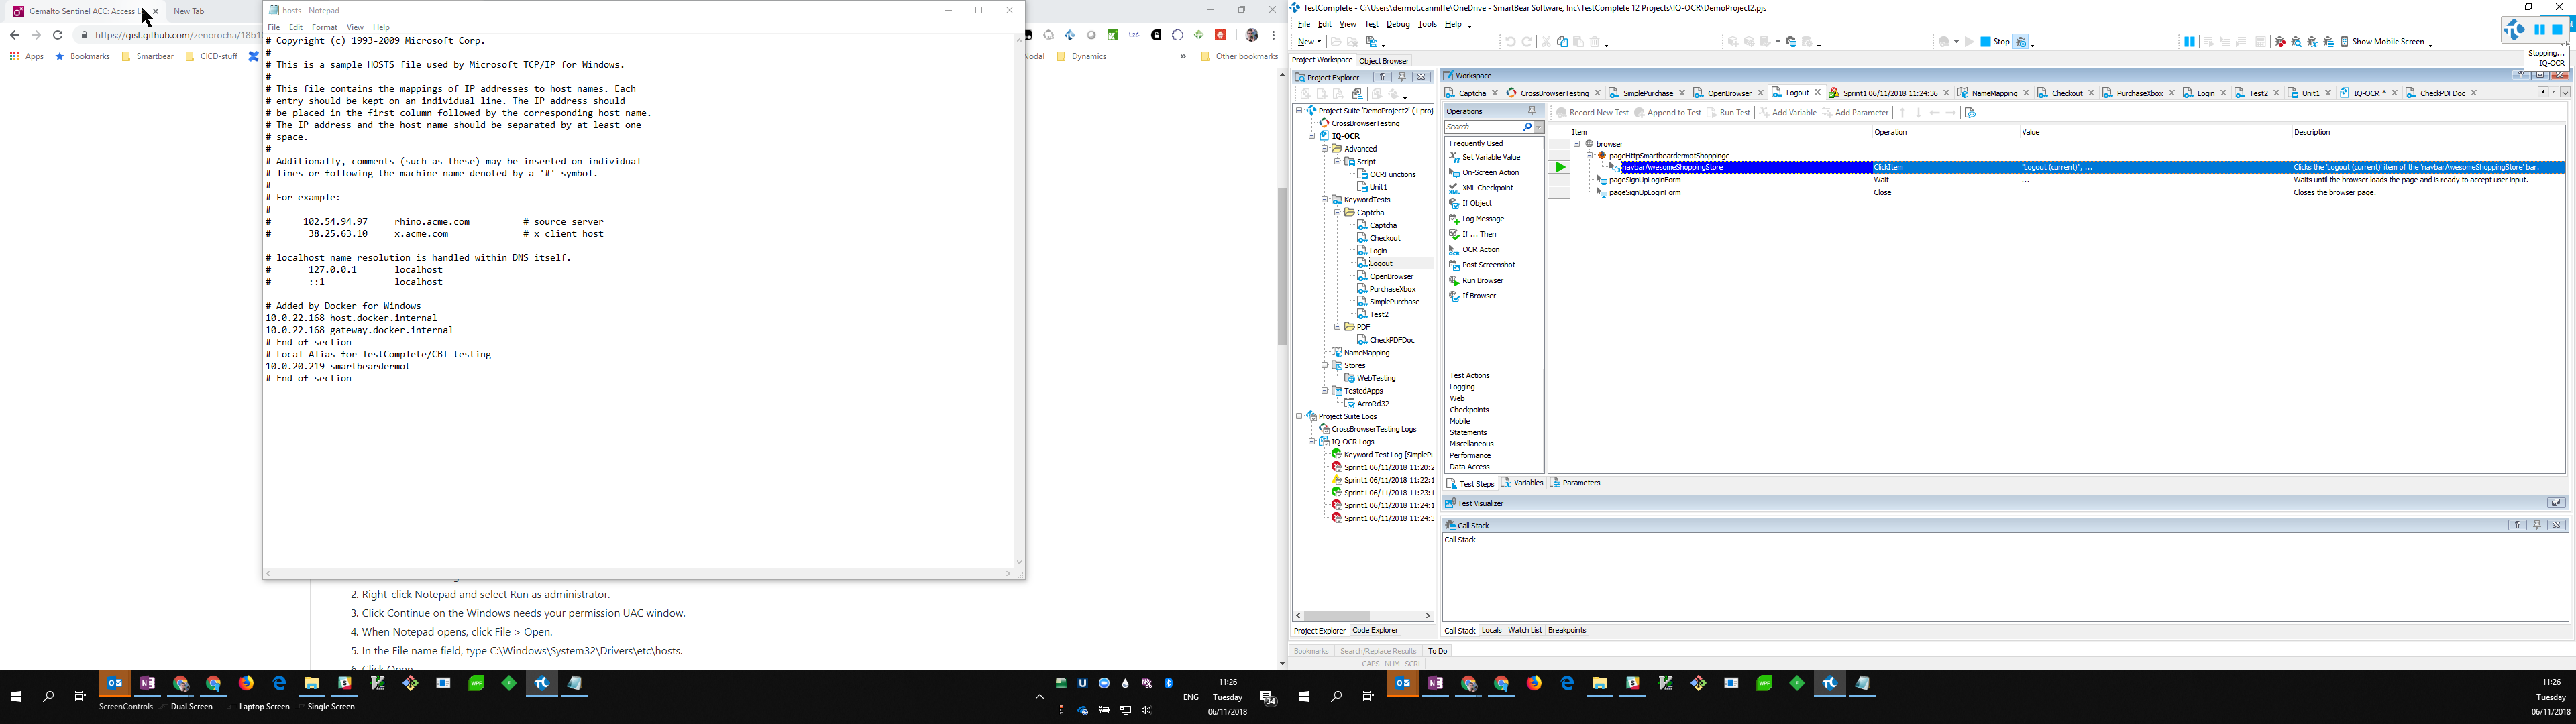 Gemalto Sentinel ACC: Access L
New Tab
https://gist.github.com/zenorocha/18b10
Apps
Bookmarks
Smartbear
CICD-stuff
Nodal
Dynamics
»
Other bookmarks
hosts - Notepad
File Edit Format View Help
# Copyright (c) 1993-2009 Microsoft Corp.
#
# This is a sample HOSTS file used by Microsoft TCP/IP for Windows.
#
# This file contains the mappings of IP addresses to host names. Each
# entry should be kept on an individual line. The IP address should
# be placed in the first column followed by the corresponding host name.
# The IP address and the host name should be separated by at least one
# space.
#
# Additionally, comments (such as these) may be inserted on individual
# lines or following the machine name denoted by a '#' symbol.
#
# For example:
#
# 102.54.94.97 rhino.acme.com # source server
# 38.25.63.10 x.acme.com # x client host
# localhost name resolution is handled within DNS itself.
# 127.0.0.1 localhost
# ::1 localhost
# Added by Docker for Windows
10.0.22.168 host.docker.internal
10.0.22.168 gateway.docker.internal
# End of section
# Local Alias for TestComplete/CBT testing
10.0.20.219 smartbeardermot
# End of section
2. Right-click Notepad and select Run as administrator.
3. Click Continue on the Windows needs your permission UAC window.
4. When Notepad opens, click File > Open.
5. In the File name field, type C:\Windows\System32\Drivers\etc\hosts.
6. Click Open.
ScreenControls
Dual Screen
Laptop Screen
Single Screen
ENG
11:26
Tuesday
06/11/2018
34
TestComplete - C:\Users\dermot.canniffe\OneDrive - SmartBear Software, Inc\TestComplete 12 Projects\IQ-OCR\DemoProject2.pjs
File Edit View Test Debug Tools Help
New
Stop
Show Mobile Screen
Stopping...
IQ-OCR
Project Workspace
Object Browser
Project Explorer
Project Suite 'DemoProject2' (1 proj
CrossBrowserTesting
IQ-OCR
Advanced
Script
OCRFunctions
Unit1
KeywordTests
Captcha
Captcha
Checkout
Login
Logout
OpenBrowser
PurchaseXbox
SimplePurchase
Test2
PDF
CheckPDFDoc
NameMapping
Stores
WebTesting
TestedApps
AcroRd32
Project Suite Logs
CrossBrowserTesting Logs
IQ-OCR Logs
Keyword Test Log [SimplePu
Sprint1 06/11/2018 11:20:2
Sprint1 06/11/2018 11:22:1
Sprint1 06/11/2018 11:23:1
Sprint1 06/11/2018 11:24:1
Sprint1 06/11/2018 11:24:3
Project Explorer
Code Explorer
Workspace
Captcha
CrossBrowserTesting
SimplePurchase
OpenBrowser
Logout
Sprint1 06/11/2018 11:24:36
NameMapping
Checkout
PurchaseXbox
Login
Test2
Unit1
IQ-OCR *
CheckPDFDoc
Operations
Search
Frequently Used
Set Variable Value
On-Screen Action
XML Checkpoint
If Object
Log Message
If ... Then
OCR Action
Post Screenshot
Run Browser
If Browser
Test Actions
Logging
Web
Checkpoints
Mobile
Statements
Miscellaneous
Performance
Data Access
Record New Test
Append to Test
Run Test
Add Variable
Add Parameter
Item Operation Value Description
browser
pageHttpSmartbeardermotShoppingc
navbarAwesomeShoppingStore ClickItem "Logout (current)", ... Clicks the 'Logout (current)' item of the 'navbarAwesomeShoppingStore' bar.
pageSignUpLoginForm Wait ... Waits until the browser loads the page and is ready to accept user input.
pageSignUpLoginForm Close Closes the browser page.
Test Steps
Variables
Parameters
Test Visualizer
Call Stack
Call Stack
Call Stack
Locals
Watch List
Breakpoints
Bookmarks
Search/Replace Results
To Do
CAPS NUM SCRL
11:26
Tuesday
06/11/2018